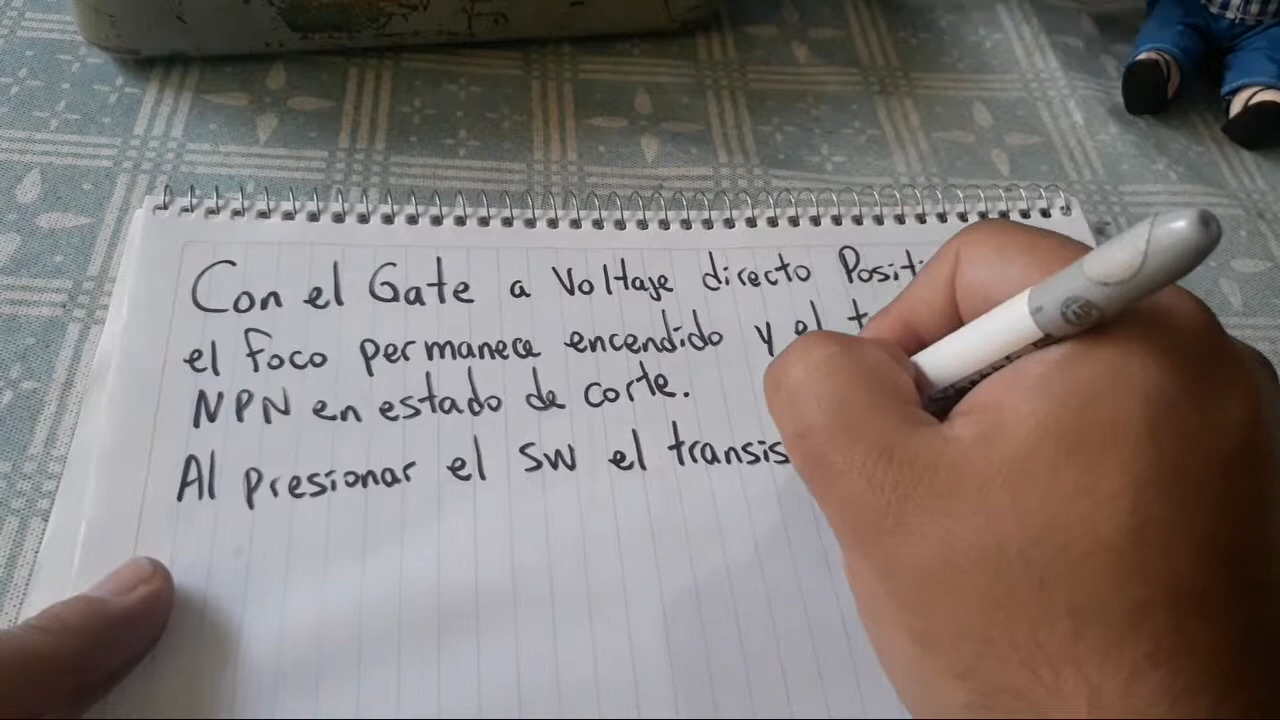 Con el Gate a Voltaje directo
el foco permanece encendido y el
NPN en estado de corte.
Al presionar el SW el